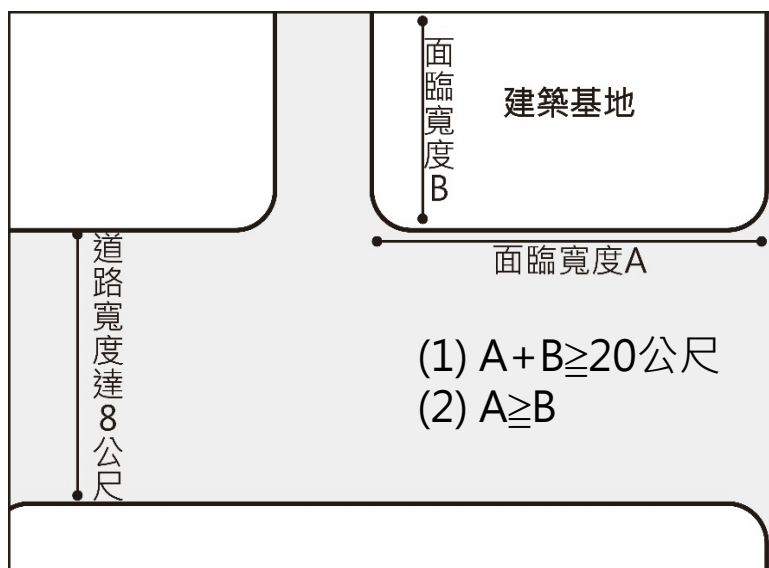 面臨寬度B
建築基地
面臨寬度A
道路寬度達8公尺
(1) A+B≧20公尺
(2) A≧B